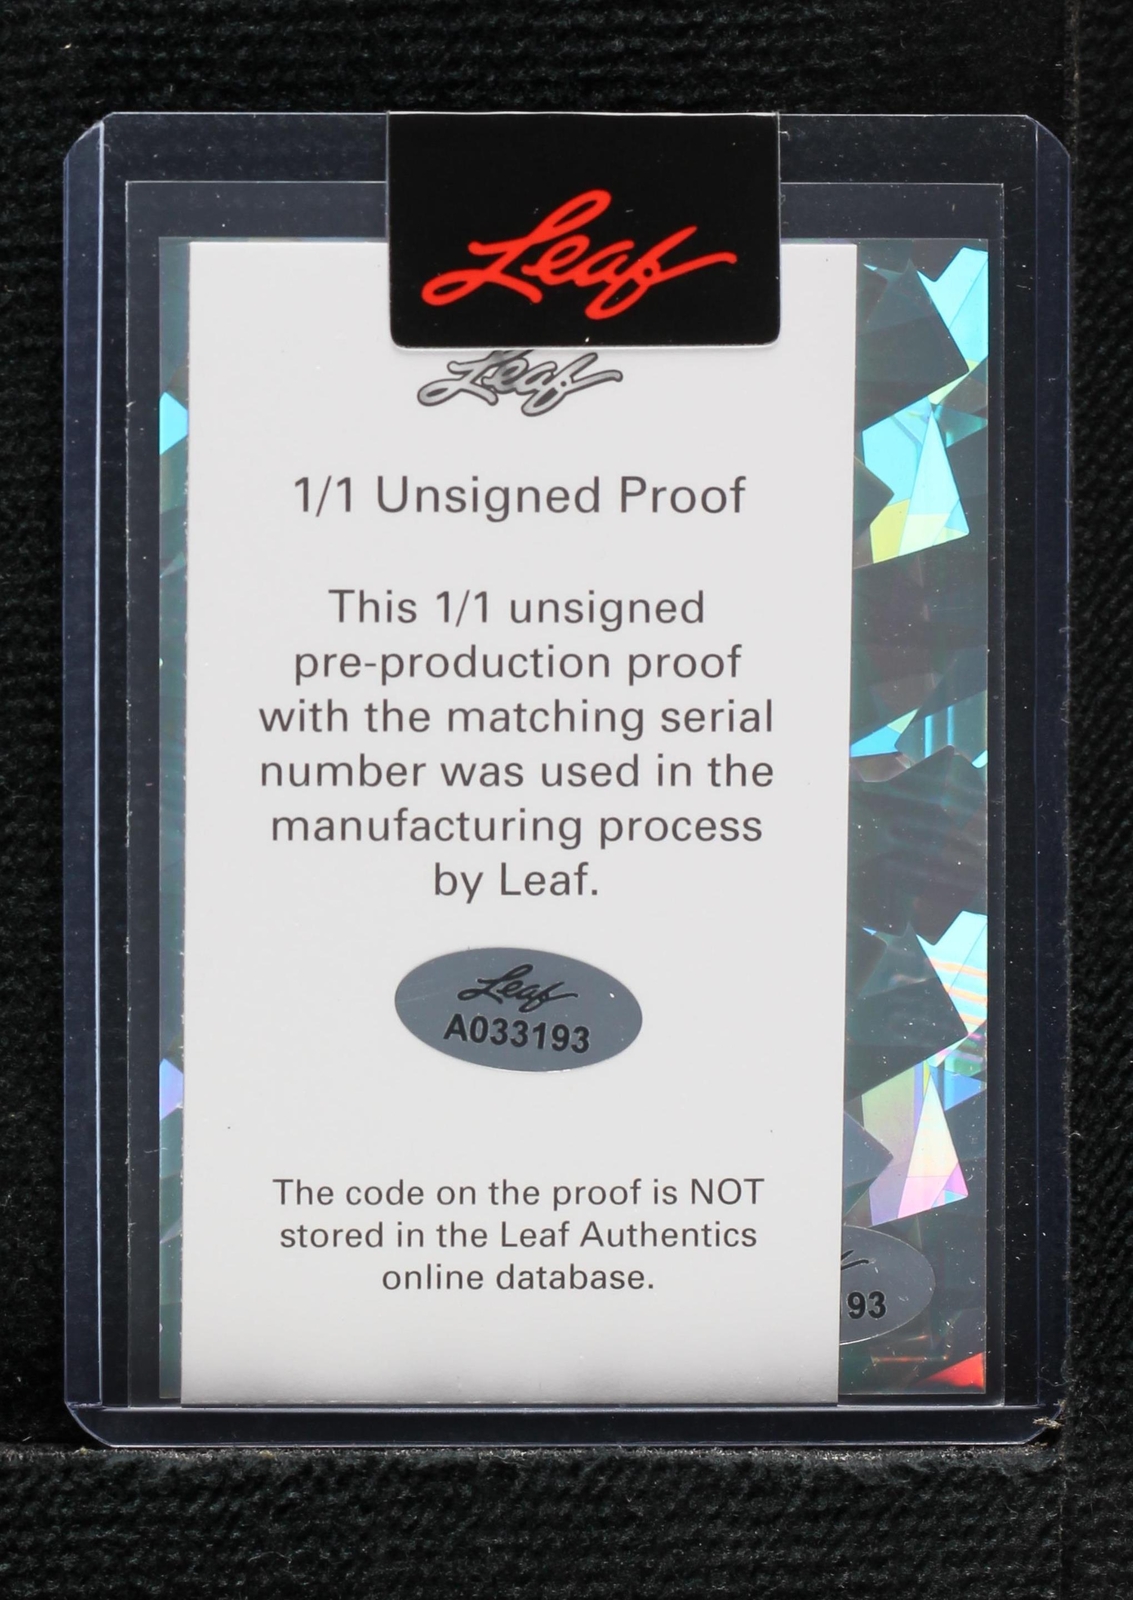 Leaf
Leaf
1/1 Unsigned Proof
This 1/1 unsigned
pre-production proof
with the matching serial
number was used in the
manufacturing process
by Leaf.
Leaf
A033193
The code on the proof is NOT
stored in the Leaf Authentics
online database.
93